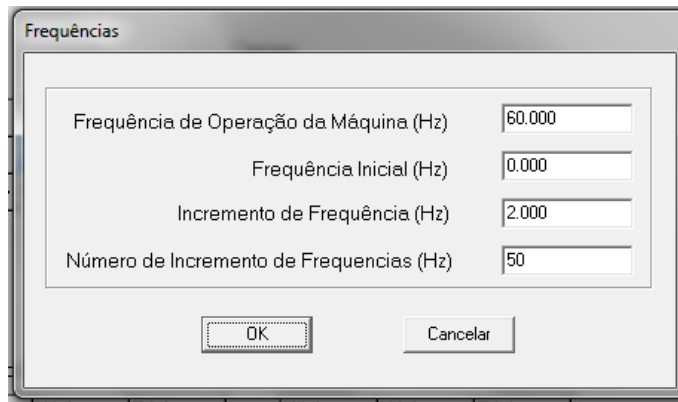 Frequências
Frequência de Operação da Máquina (Hz) 60.000
Frequência Inicial (Hz) 0.000
Incremento de Frequência (Hz) 2.000
Número de Incremento de Frequencias (Hz) 50
OK Cancelar